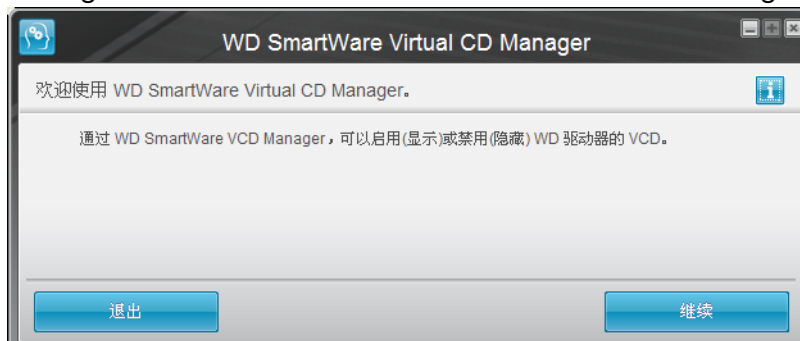 WD SmartWare Virtual CD Manager
欢迎使用 WD SmartWare Virtual CD Manager。
通过 WD SmartWare VCD Manager，可以启用(显示)或禁用(隐藏) WD 驱动器的 VCD。
退出
继续